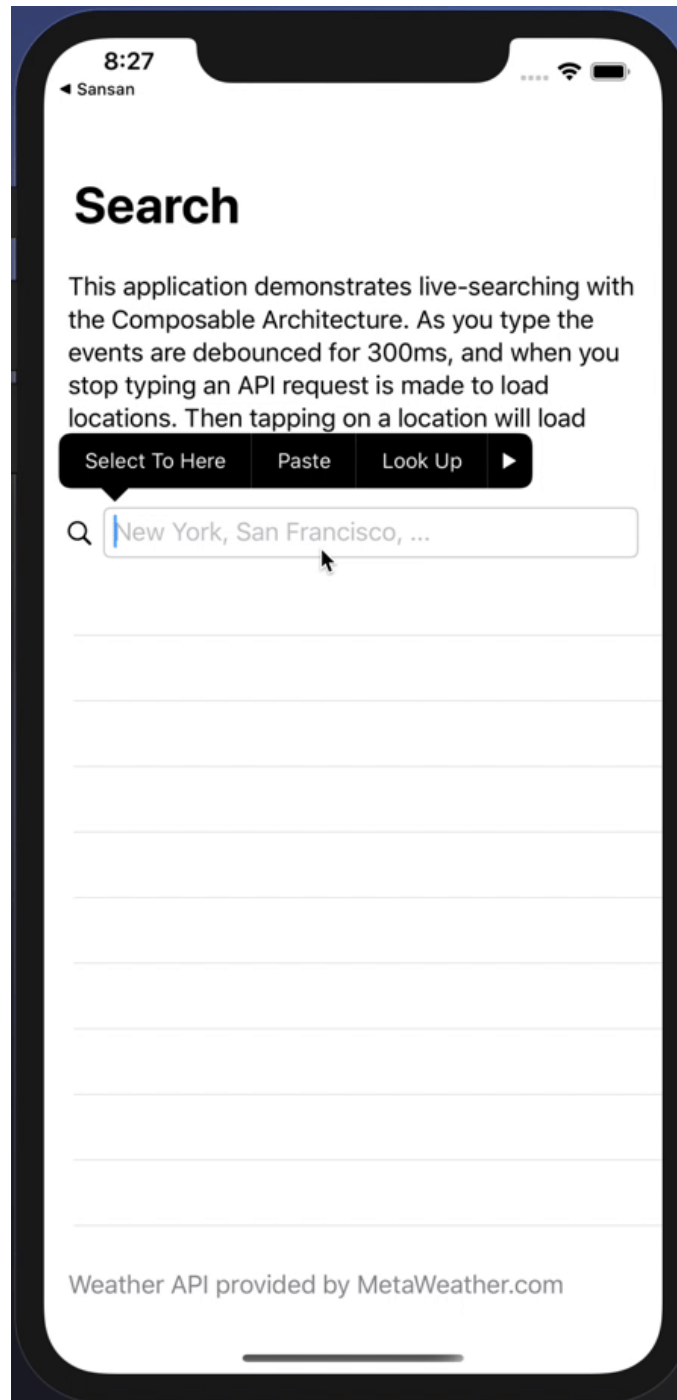 8:27
◀ Sansan
Search
This application demonstrates live-searching with
the Composable Architecture. As you type the
events are debounced for 300ms, and when you
stop typing an API request is made to load
locations. Then tapping on a location will load
Select To Here Paste Look Up ▶
New York, San Francisco, ...
Weather API provided by MetaWeather.com